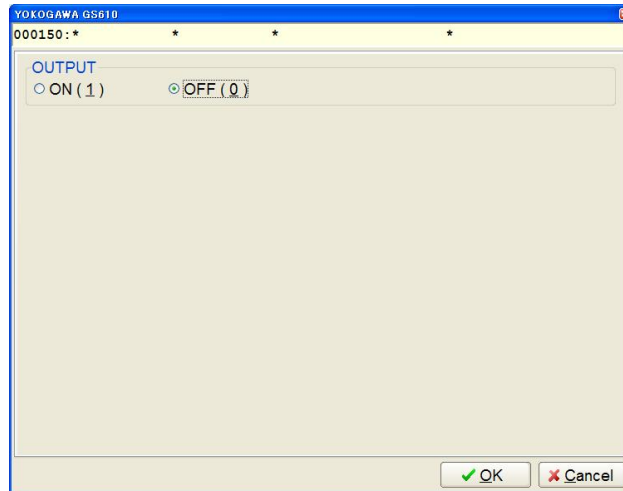 YOKOGAWA GS610
000150:* * * *
OUTPUT
ON ( 1 ) OFF ( 0 )
OK Cancel